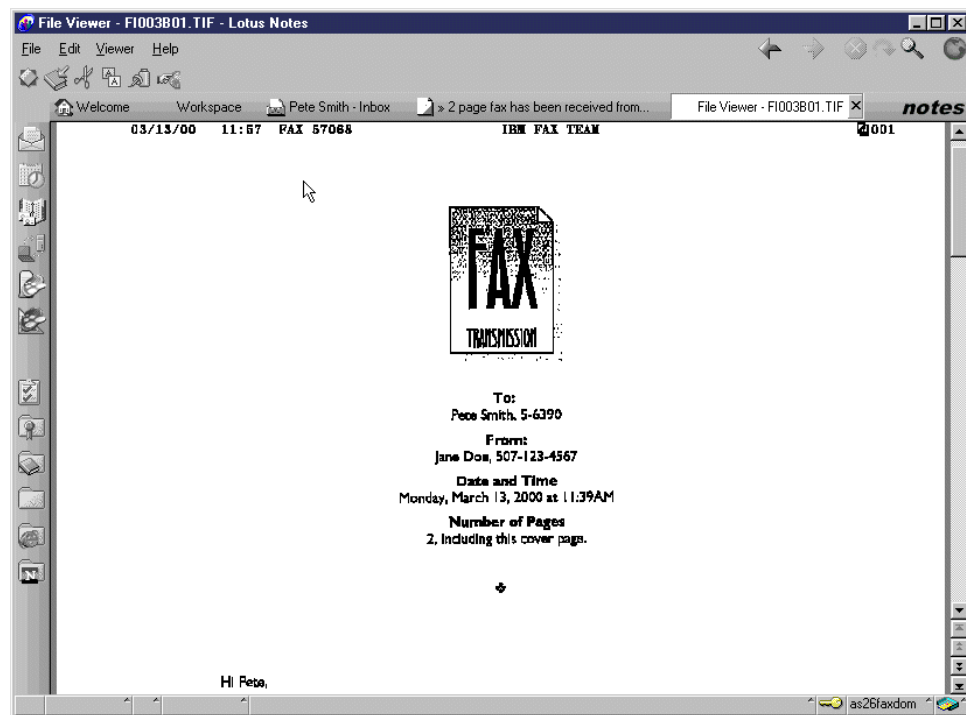 File Viewer - FI003B01.TIF - Lotus Notes
File Edit Viewer Help
Welcome Workspace Pete Smith - Inbox » 2 page fax has been received from... File Viewer - FI003B01.TIF notes
03/13/00 11:57 FAX 57068 IBM FAX TEAM 001
FAX
TRANSMISSION
To:
Pete Smith, 5-6390
From:
Jane Doe, 507-123-4567
Date and Time
Monday, March 13, 2000 at 11:39AM
Number of Pages
2, including this cover page.
Hi Pete,
as26faxdom